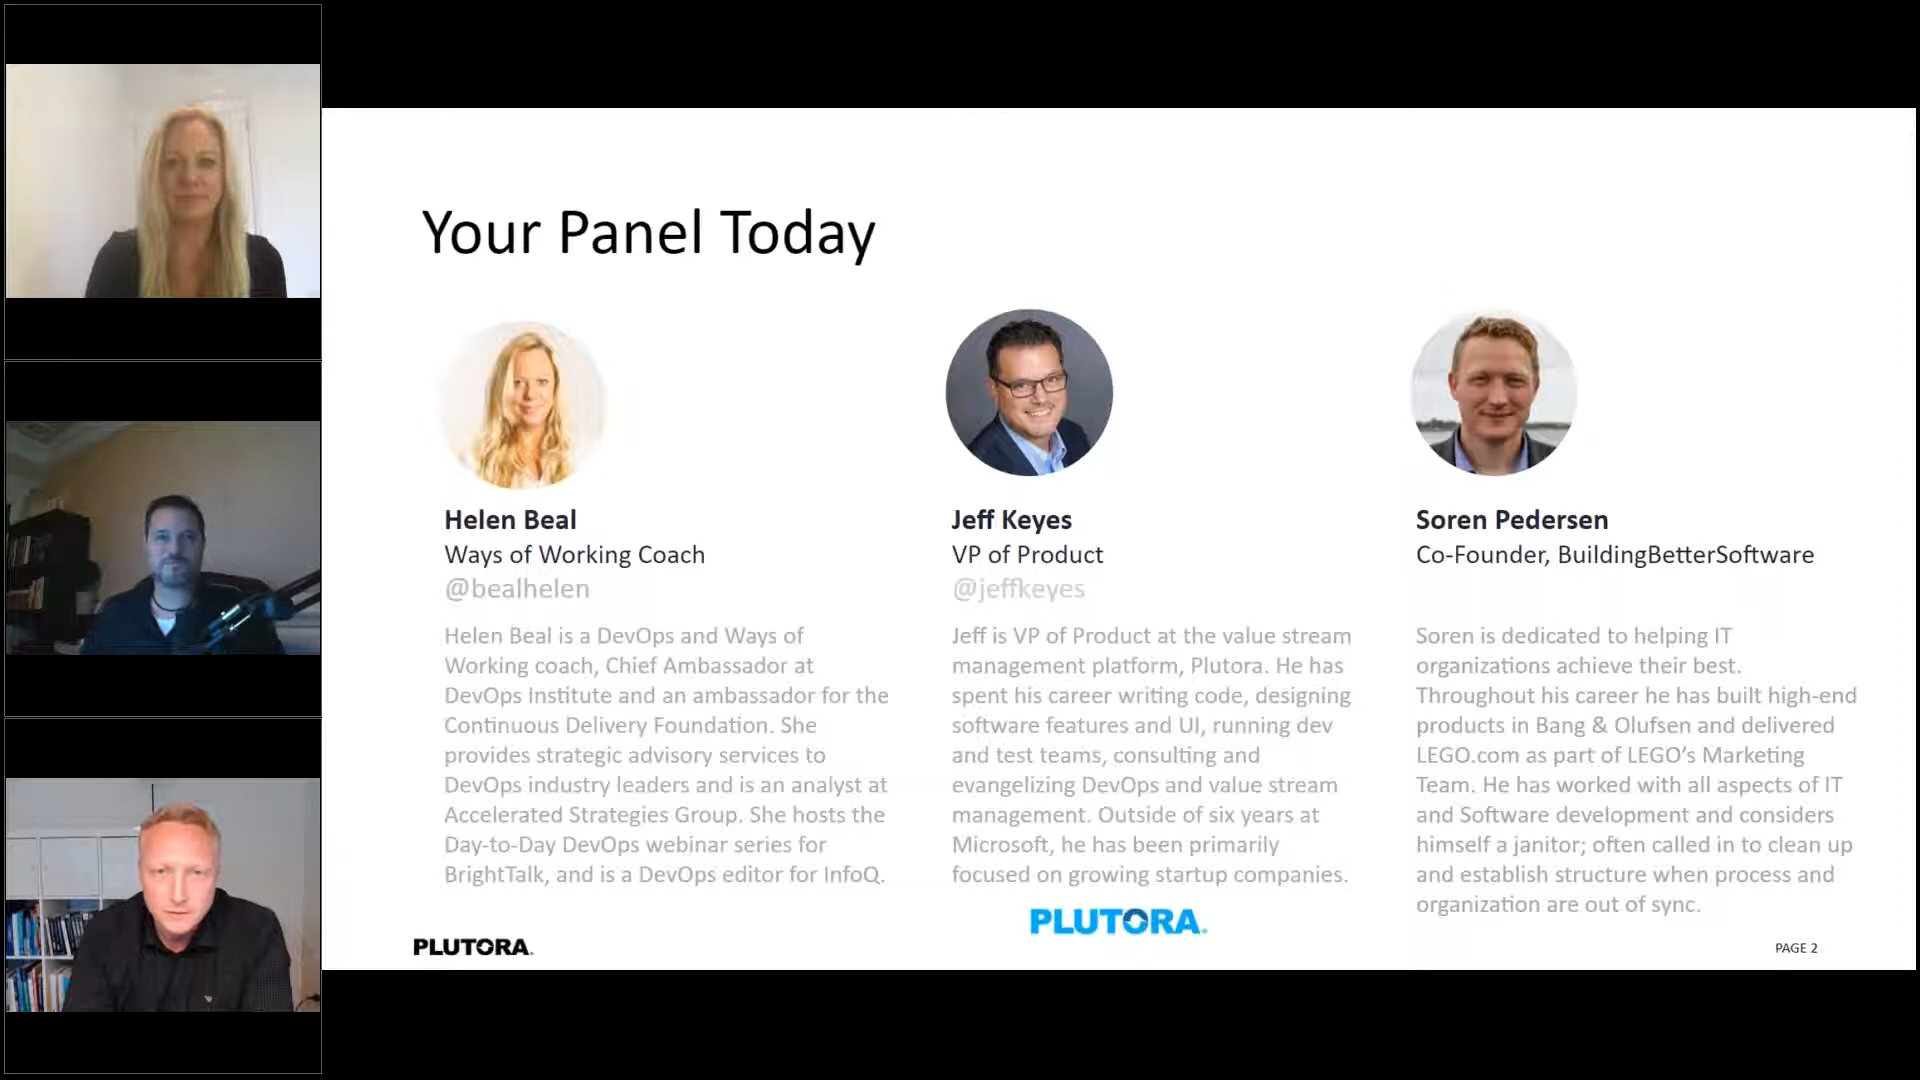 Your Panel Today
Helen Beal
Ways of Working Coach
@bealhelen
Helen Beal is a DevOps and Ways of
Working coach, Chief Ambassador at
DevOps Institute and an ambassador for the
Continuous Delivery Foundation. She
provides strategic advisory services to
DevOps industry leaders and is an analyst at
Accelerated Strategies Group. She hosts the
Day-to-Day DevOps webinar series for
BrightTalk, and is a DevOps editor for InfoQ.
Jeff Keyes
VP of Product
@jeffkeyes
Jeff is VP of Product at the value stream
management platform, Plutora. He has
spent his career writing code, designing
software features and UI, running dev
and test teams, consulting and
evangelizing DevOps and value stream
management. Outside of six years at
Microsoft, he has been primarily
focused on growing startup companies.
PLUTORA.
Soren Pedersen
Co-Founder, BuildingBetterSoftware
Soren is dedicated to helping IT
organizations achieve their best.
Throughout his career he has built high-end
products in Bang & Olufsen and delivered
LEGO.com as part of LEGO’s Marketing
Team. He has worked with all aspects of IT
and Software development and considers
himself a janitor; often called in to clean up
and establish structure when process and
organization are out of sync.
PLUTORA.
PAGE 2